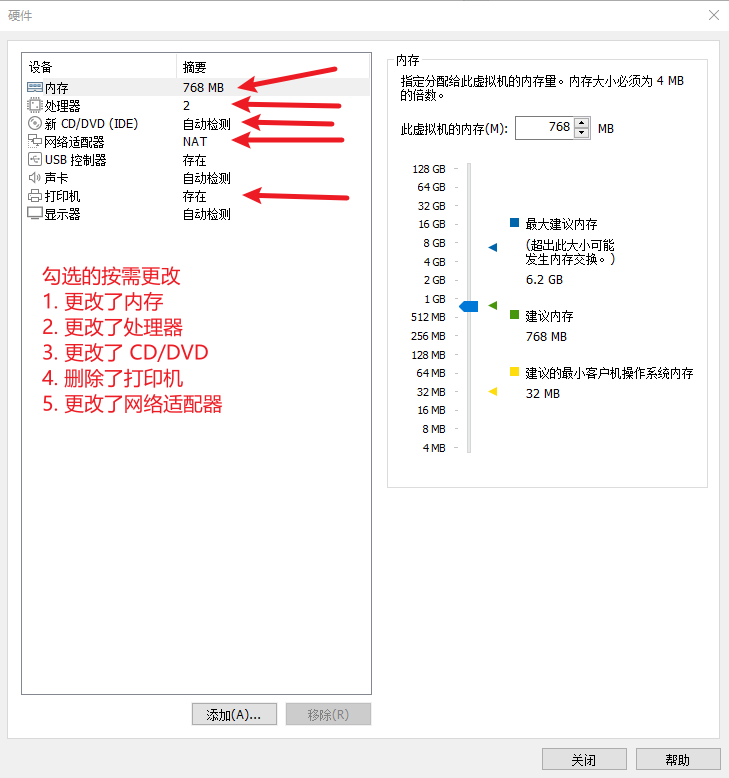 硬件
设备 摘要
内存 768 MB
处理器 2
新 CD/DVD (IDE) 自动检测
网络适配器 NAT
USB 控制器 存在
声卡 自动检测
打印机 存在
显示器 自动检测
勾选的按需更改
1. 更改了内存
2. 更改了处理器
3. 更改了 CD/DVD
4. 删除了打印机
5. 更改了网络适配器
添加(A)...
移除(R)
内存
指定分配给此虚拟机的内存量。内存大小必须为 4 MB
的倍数。
此虚拟机的内存(M): 768 MB
128 GB
64 GB
32 GB
16 GB
8 GB
4 GB
2 GB
1 GB
512 MB
256 MB
128 MB
64 MB
32 MB
16 MB
8 MB
4 MB
最大建议内存
(超出此大小可能
发生内存交换。)
6.2 GB
建议内存
768 MB
建议的最小客户机操作系统内存
32 MB
关闭
帮助